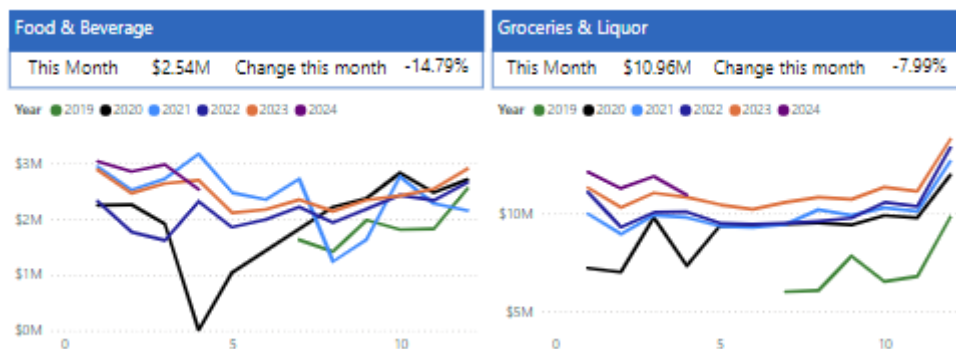 Food & Beverage
This Month $2.54M Change this month -14.79%
Year 2019 2020 2021 2022 2023 2024
$3M
$2M
$1M
$0M
0 5 10
Groceries & Liquor
This Month $10.96M Change this month -7.99%
Year 2019 2020 2021 2022 2023 2024
$10M
$5M
0 5 10